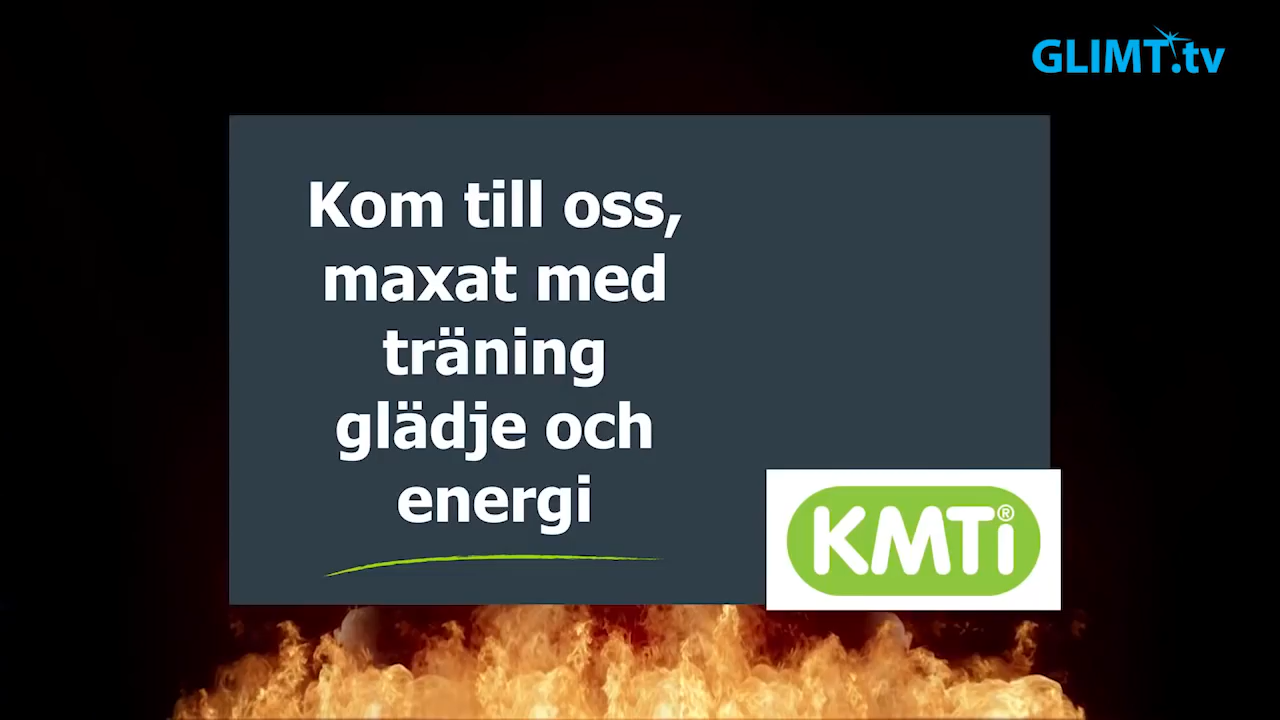 GLIMT.tv
Kom till oss,
maxat med
träning
glädje och
energi
KMTi®